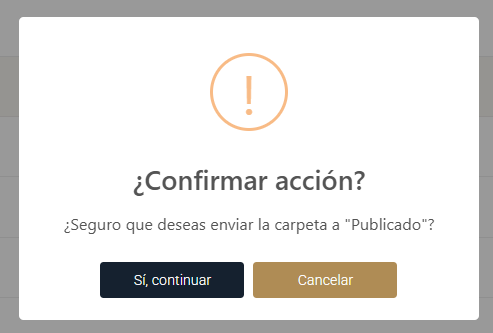 ¿Confirmar acción?
¿Seguro que deseas enviar la carpeta a "Publicado"?
Sí, continuar
Cancelar